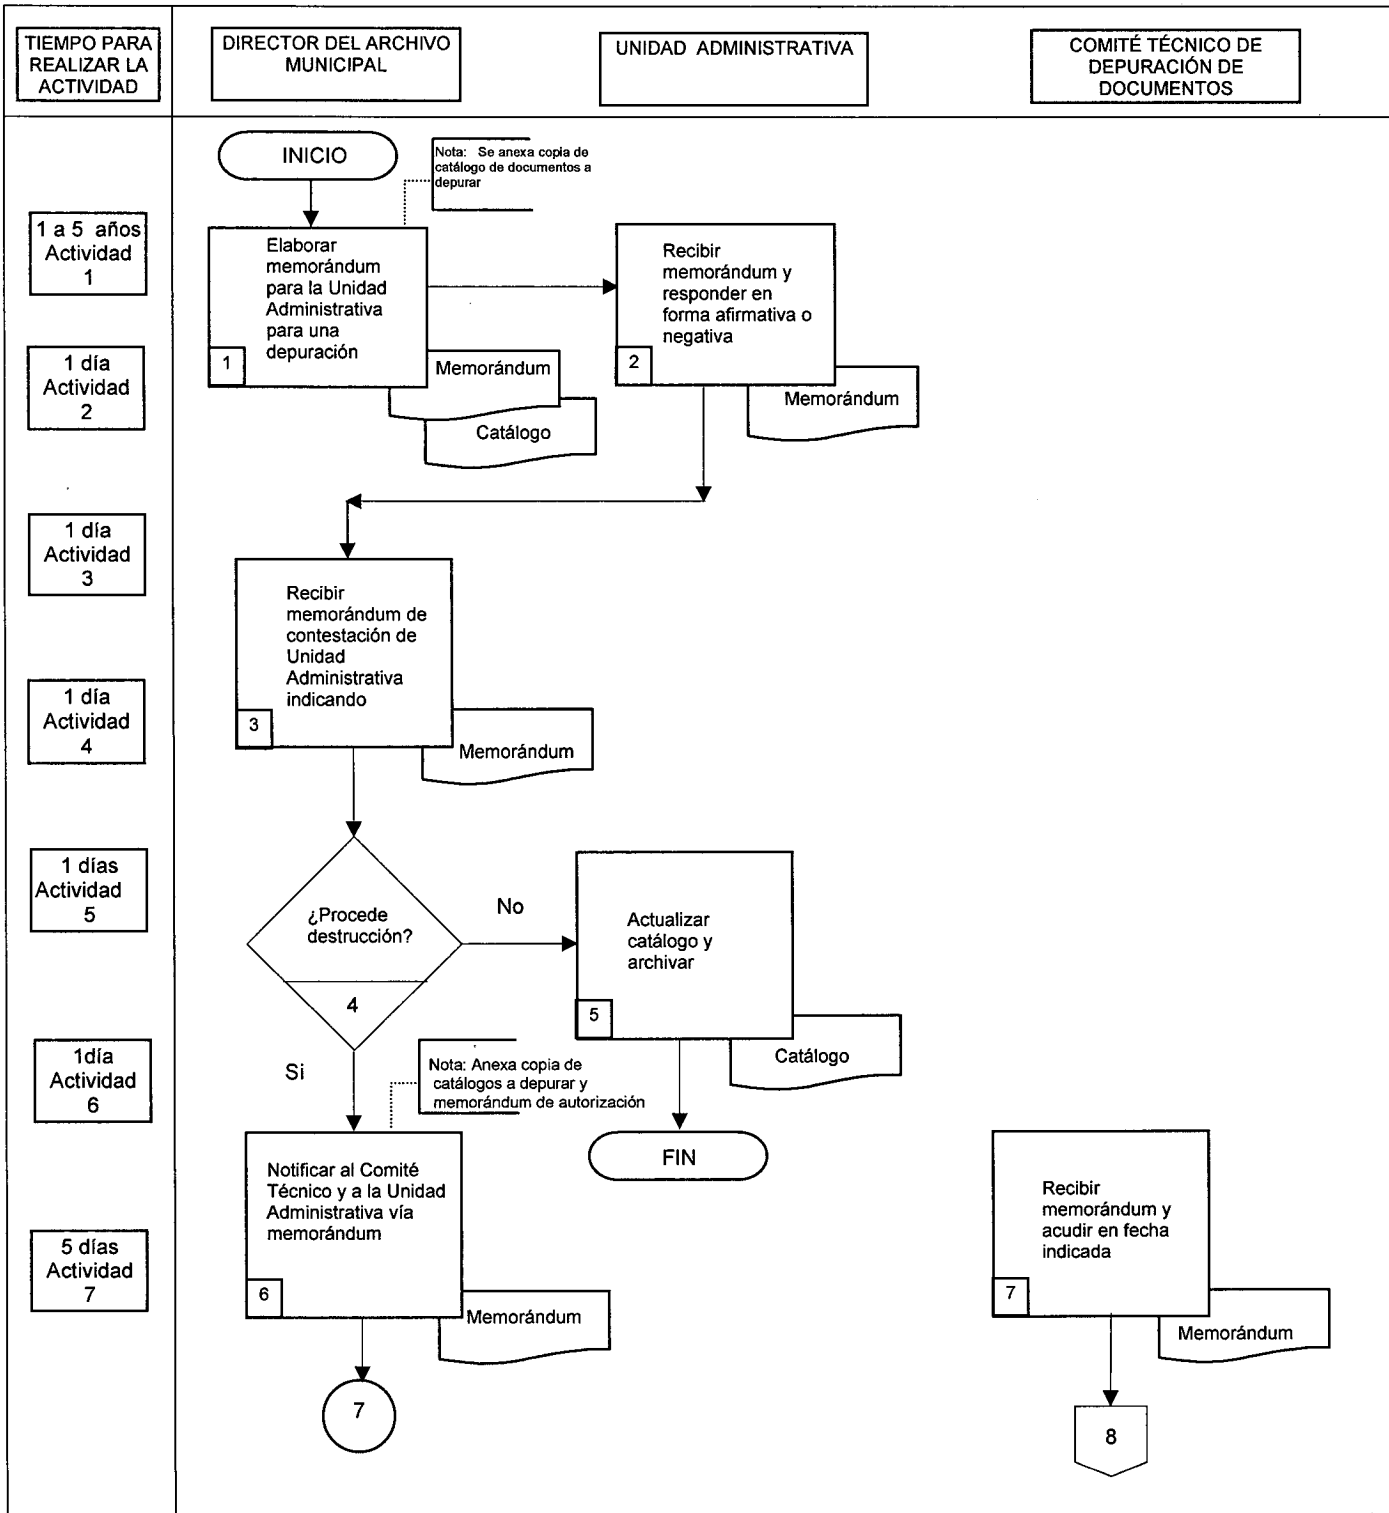 TIEMPO PARA
REALIZAR LA
ACTIVIDAD
DIRECTOR DEL ARCHIVO
MUNICIPAL
UNIDAD ADMINISTRATIVA
COMITÉ TÉCNICO DE
DEPURACIÓN DE
DOCUMENTOS
INICIO
Nota: Se anexa copia de
catálogo de documentos a
depurar
1 a 5 años
Actividad
1
Elaborar
memorándum
para la Unidad
Administrativa
para una
depuración
1
Memorándum
Catálogo
Recibir
memorándum y
responder en
forma afirmativa o
negativa
2
Memorándum
1 día
Actividad
2
1 día
Actividad
3
Recibir
memorándum de
contestación de
Unidad
Administrativa
indicando
3
Memorándum
1 día
Actividad
4
1 días
Actividad
5
¿Procede
destrucción?
4
No
Actualizar
catálogo y
archivar
5
Catálogo
FIN
Si
Nota: Anexa copia de
catálogos a depurar y
memorándum de autorización
1día
Actividad
6
Notificar al Comité
Técnico y a la Unidad
Administrativa vía
memorándum
6
Memorándum
7
5 días
Actividad
7
Recibir
memorándum y
acudir en fecha
indicada
7
Memorándum
8